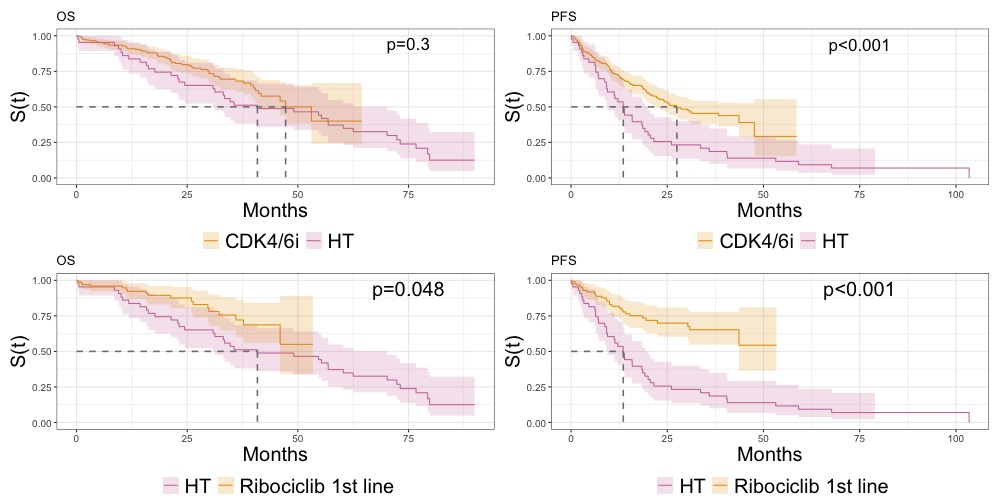 OS
p=0.3
S(t)
1.00
0.75
0.50
0.25
0.00
0 25 50 75
Months
CDK4/6i HT
PFS
p<0.001
S(t)
1.00
0.75
0.50
0.25
0.00
0 25 50 75 100
Months
CDK4/6i HT
OS
p=0.048
S(t)
1.00
0.75
0.50
0.25
0.00
0 25 50 75
Months
HT Ribociclib 1st line
PFS
p<0.001
S(t)
1.00
0.75
0.50
0.25
0.00
0 25 50 75 100
Months
HT Ribociclib 1st line